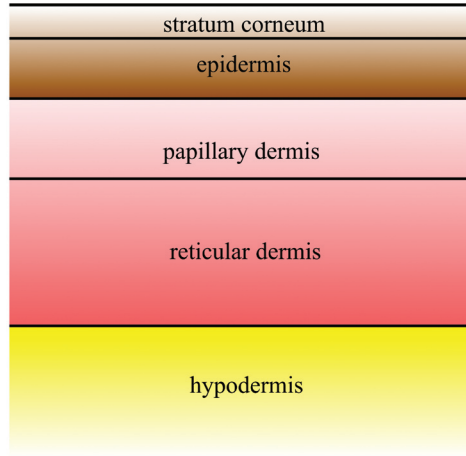 stratum corneum
epidermis
papillary dermis
reticular dermis
hypodermis